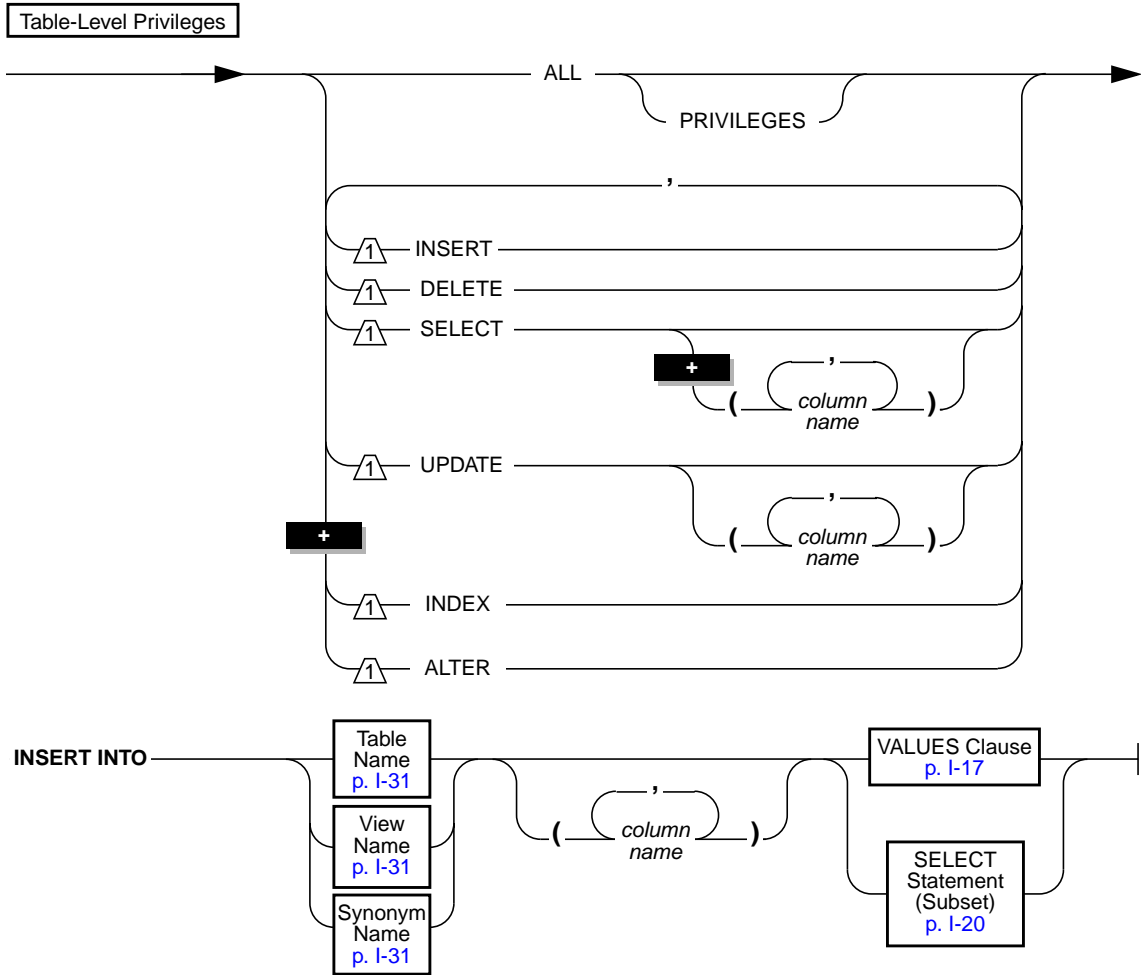 Table-Level Privileges
ALL
PRIVILEGES
,
1 INSERT
1 DELETE
1 SELECT
+
,
( column )
name
1 UPDATE
,
( column )
name
+
1 INDEX
1 ALTER
INSERT INTO
Table
Name
p. I-31
View
Name
p. I-31
Synonym
Name
p. I-31
,
( column )
name
VALUES Clause
p. I-17
SELECT
Statement
(Subset)
p. I-20